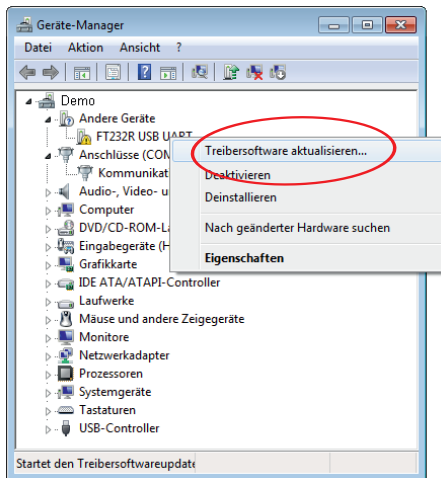 Geräte-Manager
Datei Aktion Ansicht ?
Demo
Andere Geräte
FT232R USB UART
Treibersoftware aktualisieren...
Anschlüsse (COM
Kommunikat
Deaktivieren
Audio-, Video- u
Deinstallieren
Computer
DVD/CD-ROM-L
Nach geänderter Hardware suchen
Eingabegeräte (H
Grafikkarte
Eigenschaften
IDE ATA/ATAPI-Controller
Laufwerke
Mäuse und andere Zeigegeräte
Monitore
Netzwerkadapter
Prozessoren
Systemgeräte
Tastaturen
USB-Controller
Startet den Treibersoftwareupdate